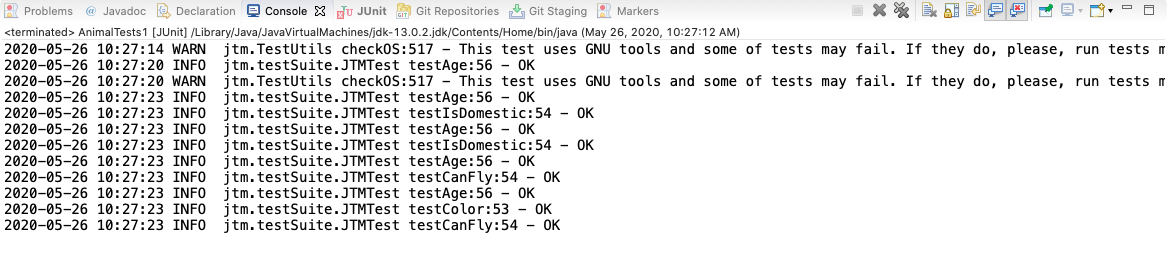 Problems @ Javadoc Declaration Console JUnit Git Repositories Git Staging Markers
<terminated> AnimalTests1 [JUnit] /Library/Java/JavaVirtualMachines/jdk-13.0.2.jdk/Contents/Home/bin/java (May 26, 2020, 10:27:12 AM)
2020-05-26 10:27:14 WARN  jtm.TestUtils checkOS:517 - This test uses GNU tools and some of tests may fail. If they do, please, run tests m
2020-05-26 10:27:20 INFO  jtm.testSuite.JTMTest testAge:56 - OK
2020-05-26 10:27:20 WARN  jtm.TestUtils checkOS:517 - This test uses GNU tools and some of tests may fail. If they do, please, run tests m
2020-05-26 10:27:23 INFO  jtm.testSuite.JTMTest testAge:56 - OK
2020-05-26 10:27:23 INFO  jtm.testSuite.JTMTest testIsDomestic:54 - OK
2020-05-26 10:27:23 INFO  jtm.testSuite.JTMTest testAge:56 - OK
2020-05-26 10:27:23 INFO  jtm.testSuite.JTMTest testIsDomestic:54 - OK
2020-05-26 10:27:23 INFO  jtm.testSuite.JTMTest testAge:56 - OK
2020-05-26 10:27:23 INFO  jtm.testSuite.JTMTest testCanFly:54 - OK
2020-05-26 10:27:23 INFO  jtm.testSuite.JTMTest testAge:56 - OK
2020-05-26 10:27:23 INFO  jtm.testSuite.JTMTest testColor:53 - OK
2020-05-26 10:27:23 INFO  jtm.testSuite.JTMTest testCanFly:54 - OK